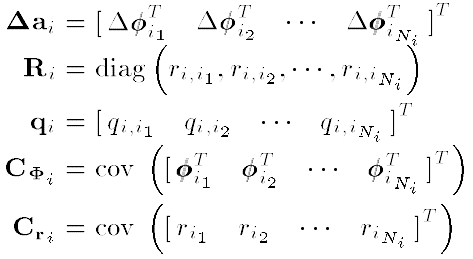 Δa_i = [ Δϕ_{i_1}^T Δϕ_{i_2}^T ⋯ Δϕ_{i_{N_i}}^T ]^T
R_i = diag ( r_{i,i_1}, r_{i,i_2}, ⋯, r_{i,i_{N_i}} )
q_i = [ q_{i,i_1} q_{i,i_2} ⋯ q_{i,i_{N_i}} ]^T
C_{Φ_i} = cov ( [ ϕ_{i_1}^T ϕ_{i_2}^T ⋯ ϕ_{i_{N_i}}^T ]^T )
C_{r_i} = cov ( [ r_{i_1} r_{i_2} ⋯ r_{i_{N_i}} ]^T )